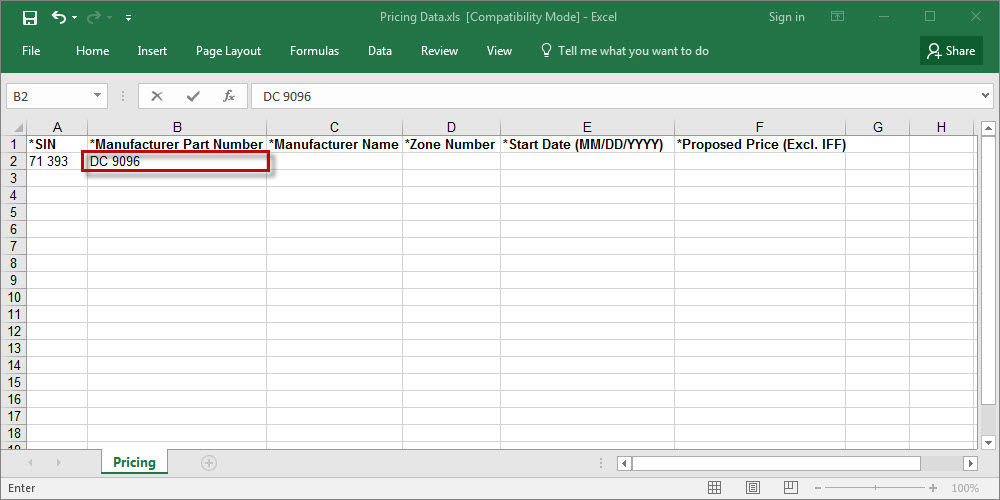 Pricing Data.xls [Compatibility Mode] - Excel Sign in
File Home Insert Page Layout Formulas Data Review View Tell me what you want to do Share
B2 fx DC 9096
A B C D E F G H
1 *SIN *Manufacturer Part Number *Manufacturer Name *Zone Number *Start Date (MM/DD/YYYY) *Proposed Price (Excl. IFF)
2 71 393 DC 9096
3
4
5
6
7
8
9
10
11
12
13
14
15
16
17
18
19
Pricing
Enter 100%